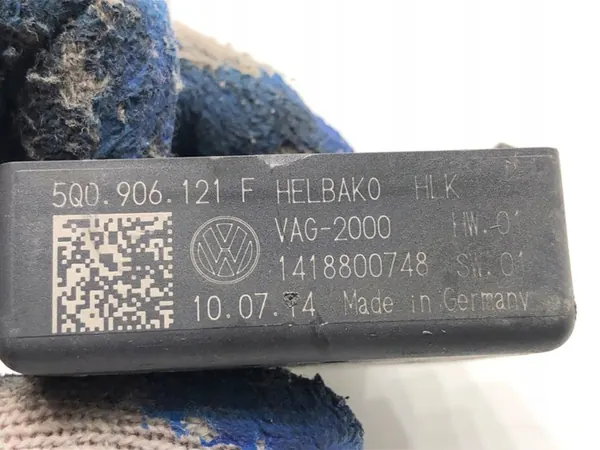 5Q0.906.121 F HELBAKO HLK
VAG-2000 HW.01
1418800748 SW.01
10.07.14 Made in Germany